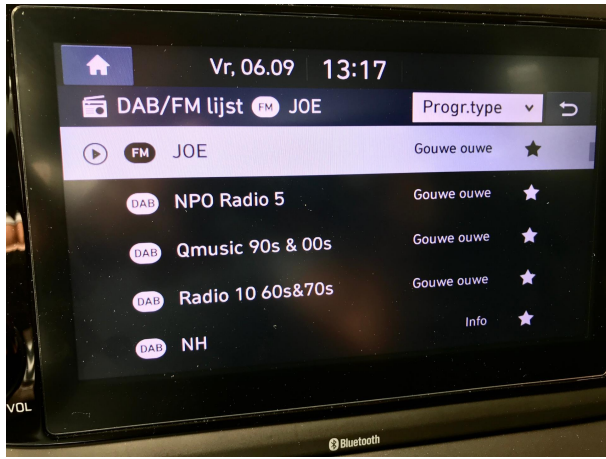 Vr, 06.09 13:17
DAB/FM lijst FM JOE Progr.type
FM JOE Gouwe ouwe
DAB NPO Radio 5 Gouwe ouwe
DAB Qmusic 90s & 00s Gouwe ouwe
DAB Radio 10 60s&70s Gouwe ouwe
DAB NH Info
VOL
Bluetooth